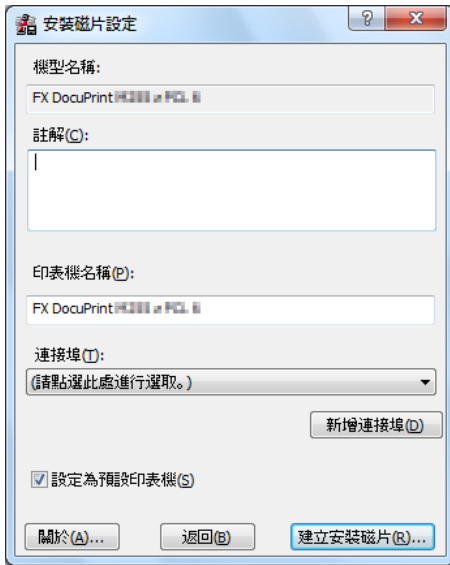 安裝磁片設定
機型名稱:
FX DocuPrint
註解(C):
印表機名稱(P):
FX DocuPrint
連接埠(T):
(請點選此處進行選取。)
新增連接埠(D)
設定為預設印表機(S)
關於(A)...
返回(B)
建立安裝磁片(R)...